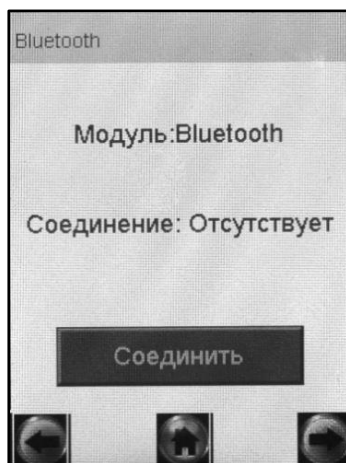 Bluetooth
Модуль:Bluetooth
Соединение: Отсутствует
Соединить